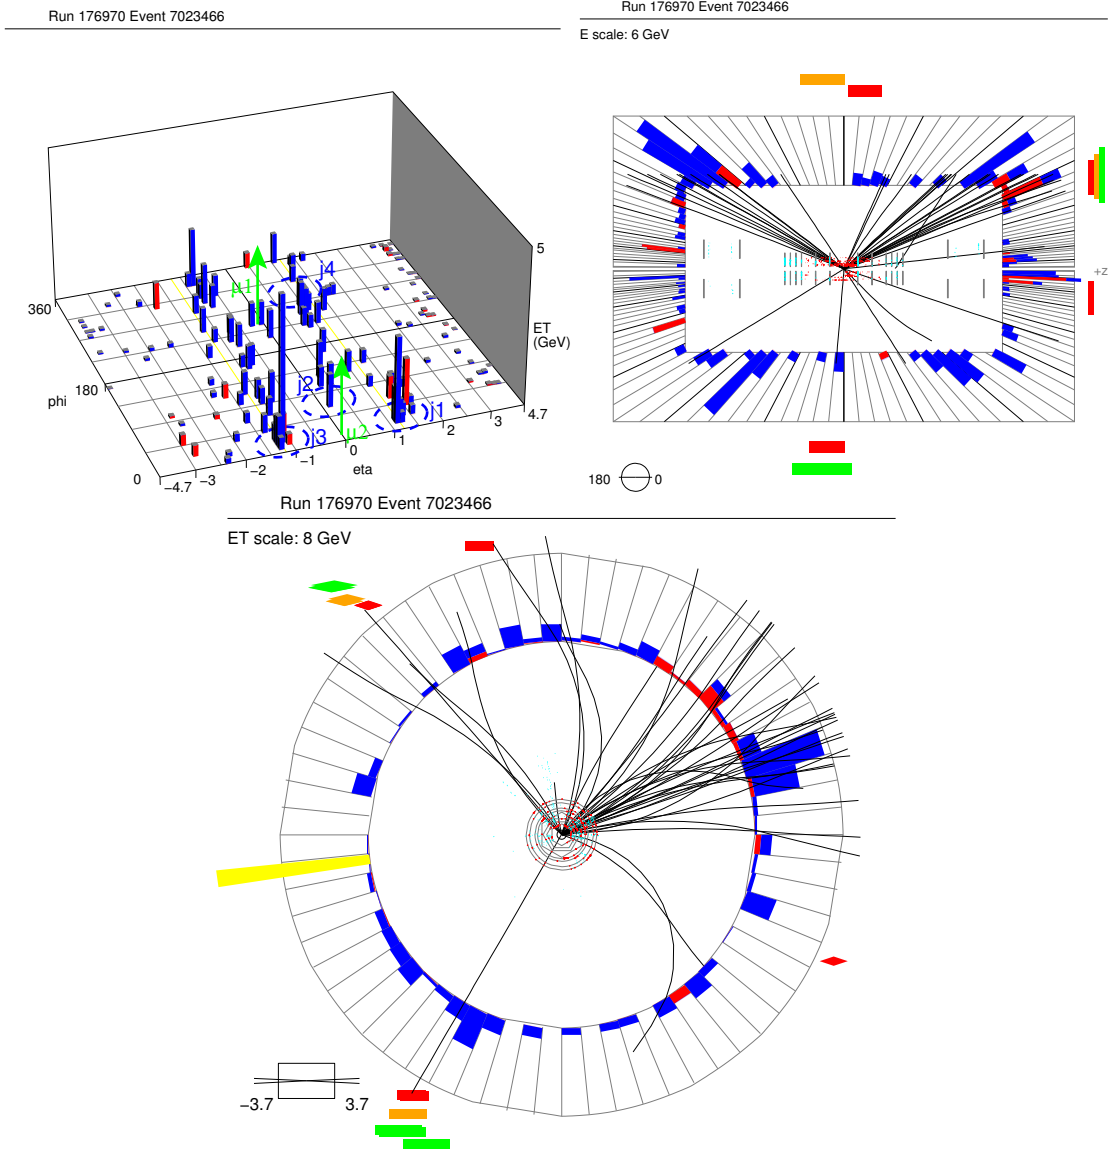 Run 176970 Event 7023466
360
180
phi
0
−4.7
−3
−2
−1
0
1
2
3
4.7
eta
5
ET
(GeV)
μ1
μ2
j1
j2
j3
j4
Run 176970 Event 7023466
E scale: 6 GeV
+z
180
0
Run 176970 Event 7023466
ET scale: 8 GeV
−3.7
3.7